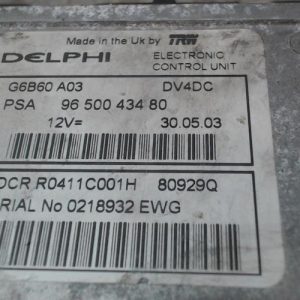 Made in the Uk by TRW
DELPHI ELECTRONIC
CONTROL UNIT
G6B60 A03 DV4DC
PSA 96 500 434 80
12V= 30.05.03
DCR R0411C001H 80929Q
ERIAL No 0218932 EWG